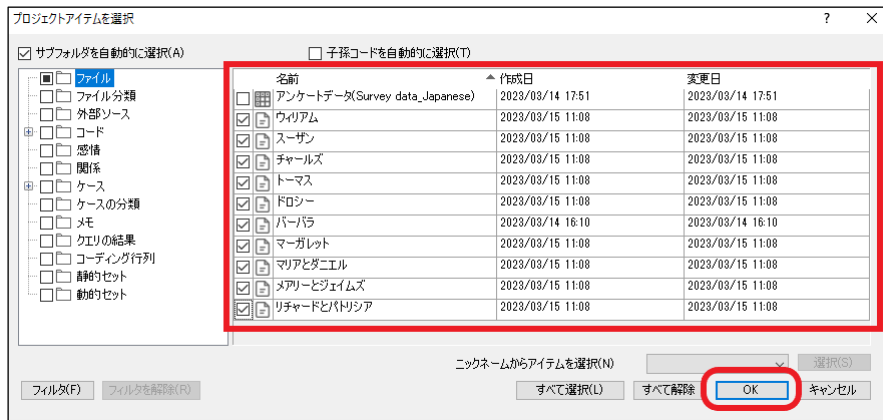 プロジェクトアイテムを選択 ? ×
サブフォルダを自動的に選択(A) 子孫コードを自動的に選択(T)
ファイル
ファイル分類
外部ソース
コード
感情
関係
ケース
ケースの分類
メモ
クエリの結果
コーディング行列
静的セット
動的セット
名前 作成日 変更日
アンケートデータ(Survey data_Japanese) 2023/03/14 17:51 2023/03/14 17:51
ウィリアム 2023/03/15 11:08 2023/03/15 11:08
スーザン 2023/03/15 11:08 2023/03/15 11:08
チャールズ 2023/03/15 11:08 2023/03/15 11:08
トーマス 2023/03/15 11:08 2023/03/15 11:08
ドロシー 2023/03/15 11:08 2023/03/15 11:08
バーバラ 2023/03/14 16:10 2023/03/14 16:10
マーガレット 2023/03/15 11:08 2023/03/15 11:08
マリアとダニエル 2023/03/15 11:08 2023/03/15 11:08
メアリーとジェイムズ 2023/03/15 11:08 2023/03/15 11:08
リチャードとパトリシア 2023/03/15 11:08 2023/03/15 11:08
ニックネームからアイテムを選択(N) 選択(S)
フィルタ(F) フィルタを解除(R) すべて選択(L) すべて解除 OK キャンセル